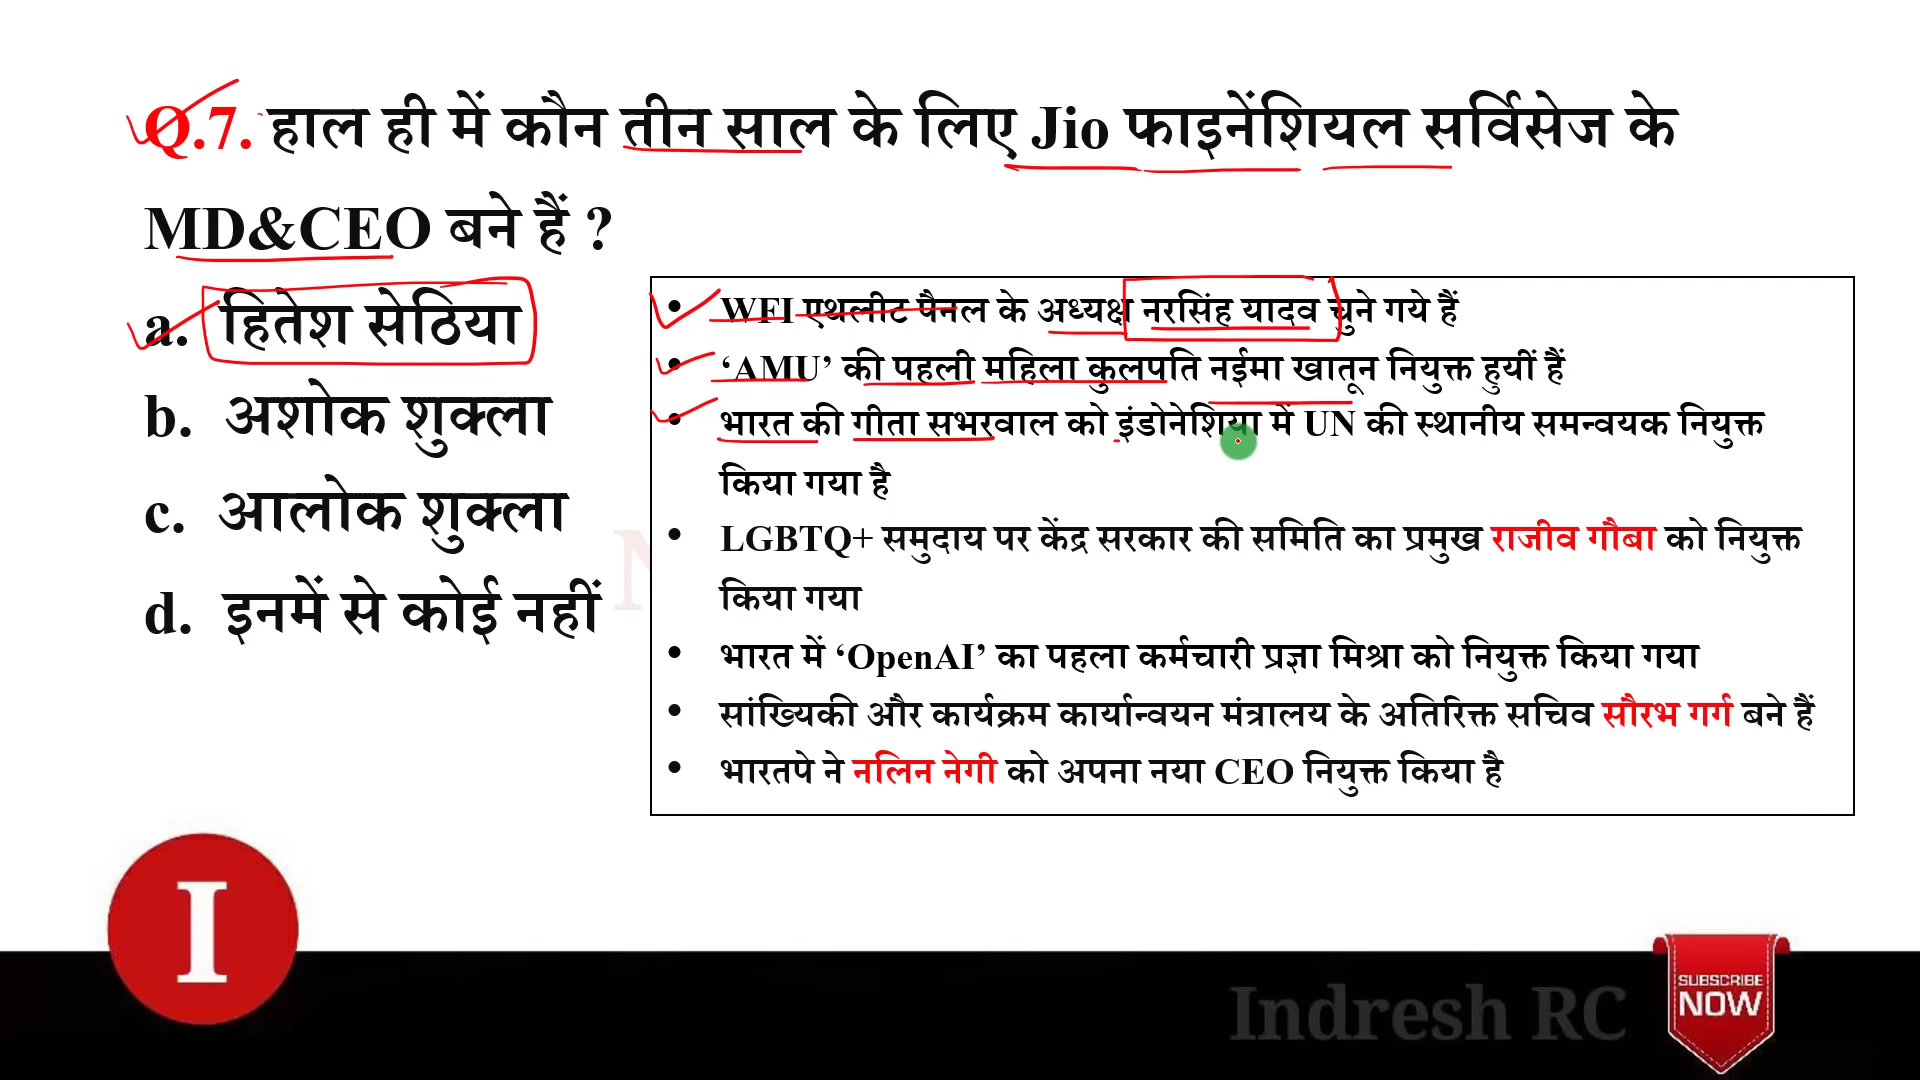 Q.7. हाल ही में कौन तीन साल के लिए Jio फाइनेंशियल सर्विसेज के
MD&CEO बने हैं ?
a. हितेश सेठिया
b. अशोक शुक्ला
c. आलोक शुक्ला
d. इनमें से कोई नहीं
• WFI एथलीट पैनल के अध्यक्ष नरसिंह यादव चुने गये हैं
• ‘AMU’ की पहली महिला कुलपति नईमा खातून नियुक्त हुयीं हैं
• भारत की गीता सभरवाल को इंडोनेशिया में UN की स्थानीय समन्वयक नियुक्त
किया गया है
• LGBTQ+ समुदाय पर केंद्र सरकार की समिति का प्रमुख राजीव गौबा को नियुक्त
किया गया
• भारत में ‘OpenAI’ का पहला कर्मचारी प्रज्ञा मिश्रा को नियुक्त किया गया
• सांख्यिकी और कार्यक्रम कार्यान्वयन मंत्रालय के अतिरिक्त सचिव सौरभ गर्ग बने हैं
• भारतपे ने नलिन नेगी को अपना नया CEO नियुक्त किया है
I
Indresh RC
SUBSCRIBE
NOW